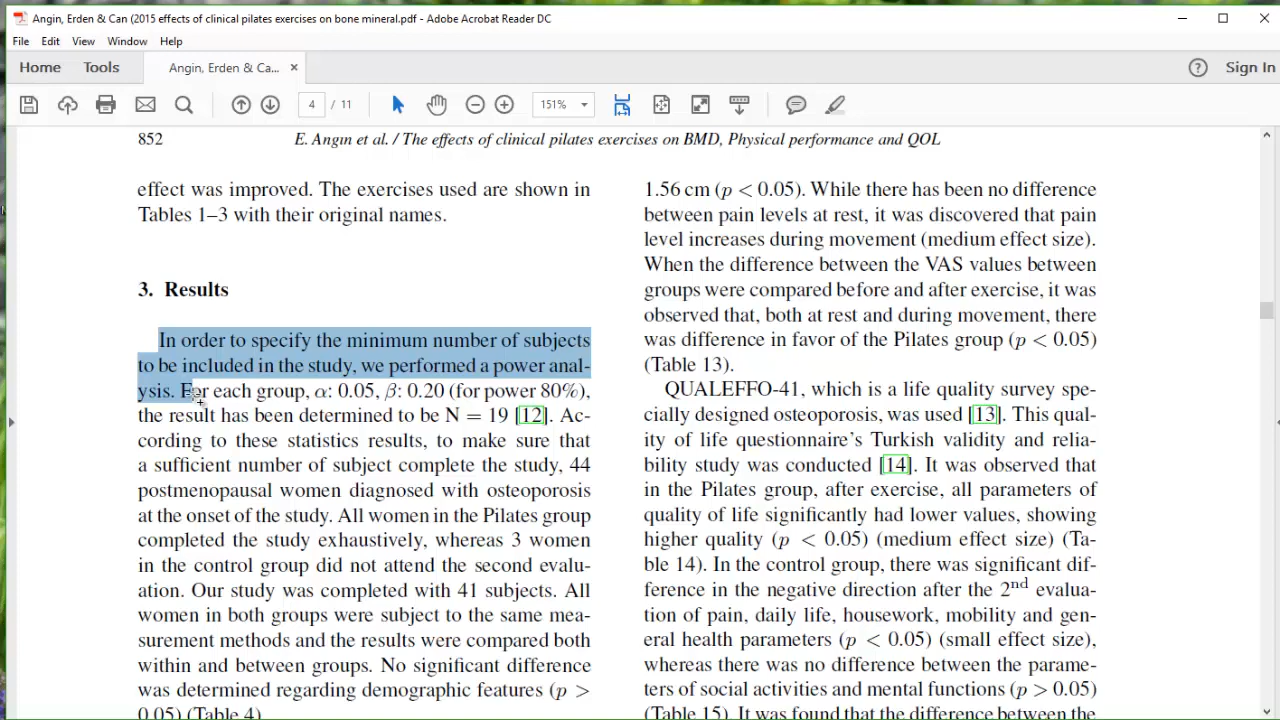 Angin, Erden & Can (2015 effects of clinical pilates exercises on bone mineral.pdf - Adobe Acrobat Reader DC
File Edit View Window Help
Home Tools Angin, Erden & Ca... × ? Sign In
4 / 11 151%
852 E. Angın et al. / The effects of clinical pilates exercises on BMD, Physical performance and QOL
effect was improved. The exercises used are shown in
Tables 1–3 with their original names.
3. Results
In order to specify the minimum number of subjects
to be included in the study, we performed a power anal-
ysis. For each group, α: 0.05, β: 0.20 (for power 80%),
the result has been determined to be N = 19 [12]. Ac-
cording to these statistics results, to make sure that
a sufficient number of subject complete the study, 44
postmenopausal women diagnosed with osteoporosis
at the onset of the study. All women in the Pilates group
completed the study exhaustively, whereas 3 women
in the control group did not attend the second evalu-
ation. Our study was completed with 41 subjects. All
women in both groups were subject to the same mea-
surement methods and the results were compared both
within and between groups. No significant difference
was determined regarding demographic features (p >
0.05) (Table 4)
1.56 cm (p < 0.05). While there has been no difference
between pain levels at rest, it was discovered that pain
level increases during movement (medium effect size).
When the difference between the VAS values between
groups were compared before and after exercise, it was
observed that, both at rest and during movement, there
was difference in favor of the Pilates group (p < 0.05)
(Table 13).
QUALEFFO-41, which is a life quality survey spe-
cially designed osteoporosis, was used [13]. This qual-
ity of life questionnaire's Turkish validity and relia-
bility study was conducted [14]. It was observed that
in the Pilates group, after exercise, all parameters of
quality of life significantly had lower values, showing
higher quality (p < 0.05) (medium effect size) (Ta-
ble 14). In the control group, there was significant dif-
ference in the negative direction after the 2nd evalua-
tion of pain, daily life, housework, mobility and gen-
eral health parameters (p < 0.05) (small effect size),
whereas there was no difference between the parame-
ters of social activities and mental functions (p > 0.05)
(Table 15). It was found that the difference between the